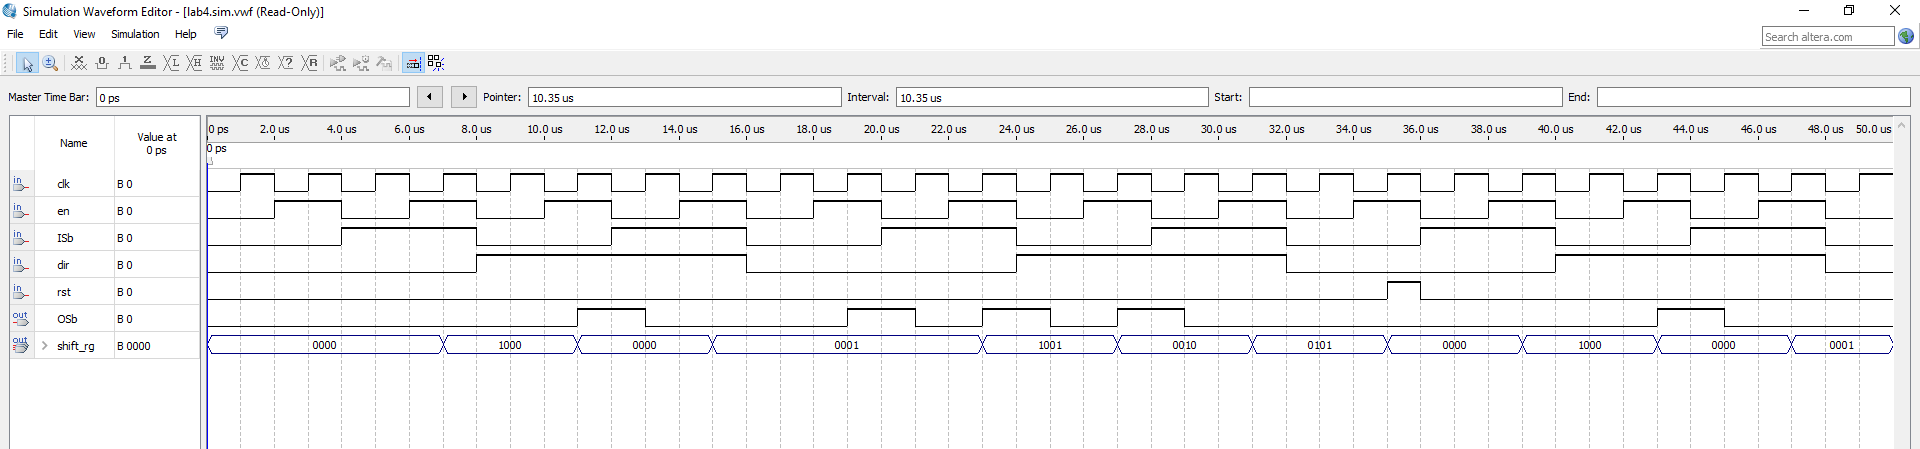 Simulation Waveform Editor - [lab4.sim.vwf (Read-Only)]
File Edit View Simulation Help
Search altera.com
Master Time Bar: 0 ps Pointer: 10.35 us Interval: 10.35 us Start: End:
Name Value at 0 ps
0 ps 2.0 us 4.0 us 6.0 us 8.0 us 10.0 us 12.0 us 14.0 us 16.0 us 18.0 us 20.0 us 22.0 us 24.0 us 26.0 us 28.0 us 30.0 us 32.0 us 34.0 us 36.0 us 38.0 us 40.0 us 42.0 us 44.0 us 46.0 us 48.0 us 50.0 us
0 ps
in clk B 0
in en B 0
in ISb B 0
in dir B 0
in rst B 0
out OSb B 0
out shift_rg B 0000 0000 1000 0000 0001 1001 0010 0101 0000 1000 0000 0001